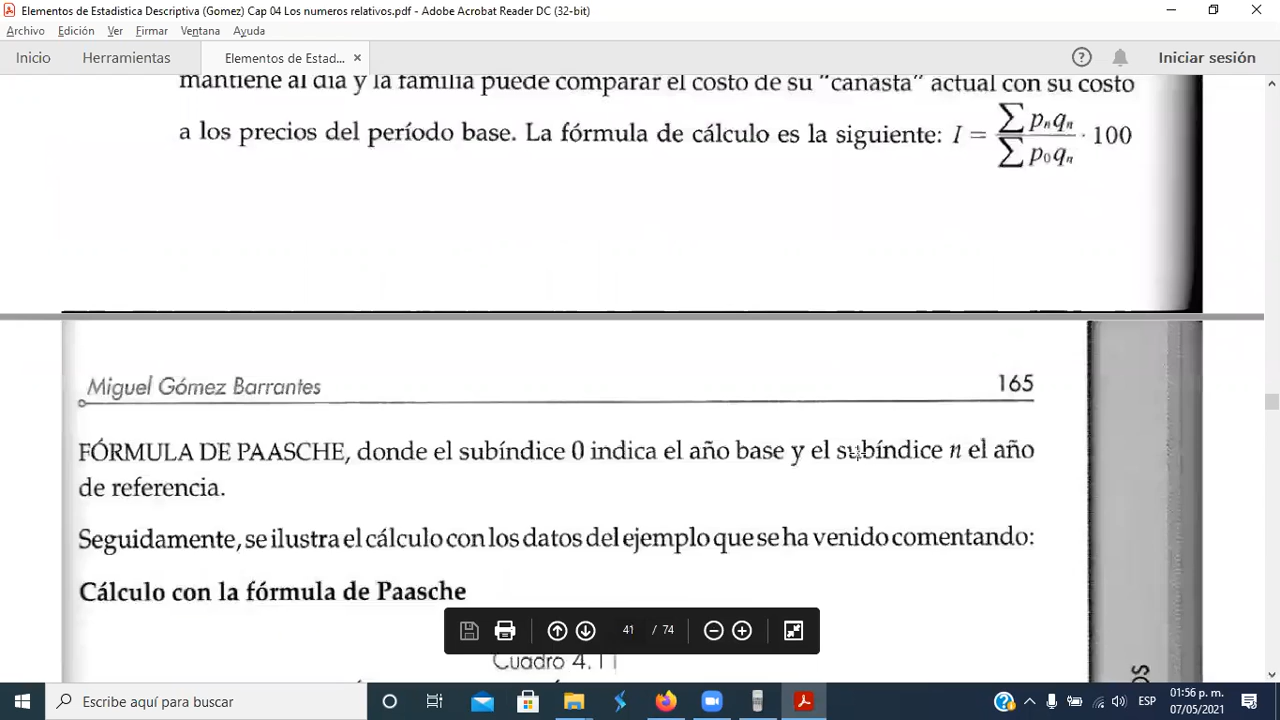 Elementos de Estadistica Descriptiva (Gomez) Cap 04 Los numeros relativos.pdf - Adobe Acrobat Reader DC (32-bit)
Archivo Edición Ver Firmar Ventana Ayuda
Inicio Herramientas Elementos de Estad... × Iniciar sesión
mantiene al día y la familia puede comparar el costo de su "canasta" actual con su costo
a los precios del período base. La fórmula de cálculo es la siguiente: I = ∑ pₙqₙ / ∑ p₀qₙ · 100
Miguel Gómez Barrantes 165
FÓRMULA DE PAASCHE, donde el subíndice 0 indica el año base y el subíndice n el año
de referencia.
Seguidamente, se ilustra el cálculo con los datos del ejemplo que se ha venido comentando:
Cálculo con la fórmula de Paasche
41 / 74
Cuadro 4.11
Escribe aquí para buscar
ESP
01:56 p. m.
07/05/2021